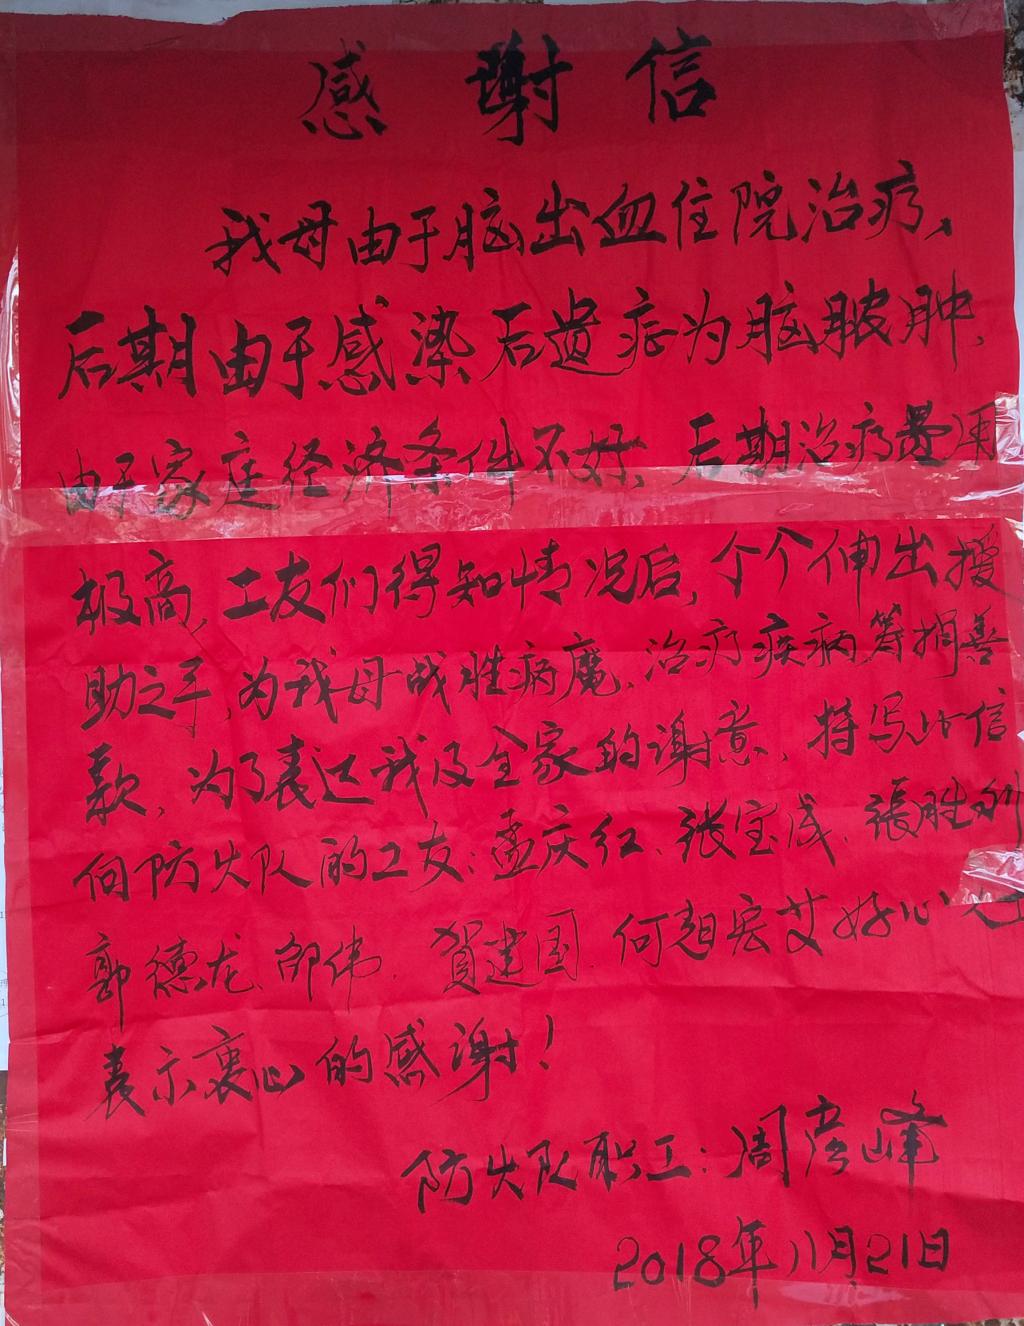 感谢信
我母由于脑出血住院治疗,
后期由于感染后遗症为脑脓肿,
由于家庭经济条件不好,后期治疗费用
极高,工友们得知情况后,个个伸出援
助之手,为我母战胜病魔,治疗疾病,筹捐善
款,为了表达我及全家的谢意,特写此信
向防火队的工友:孟庆红、张宝成、張胜利
郭德龙、邵伟、贺建国、何超宏艾好心人
表示衷心的感谢!
防火队职工:周彦峰
2018年11月21日